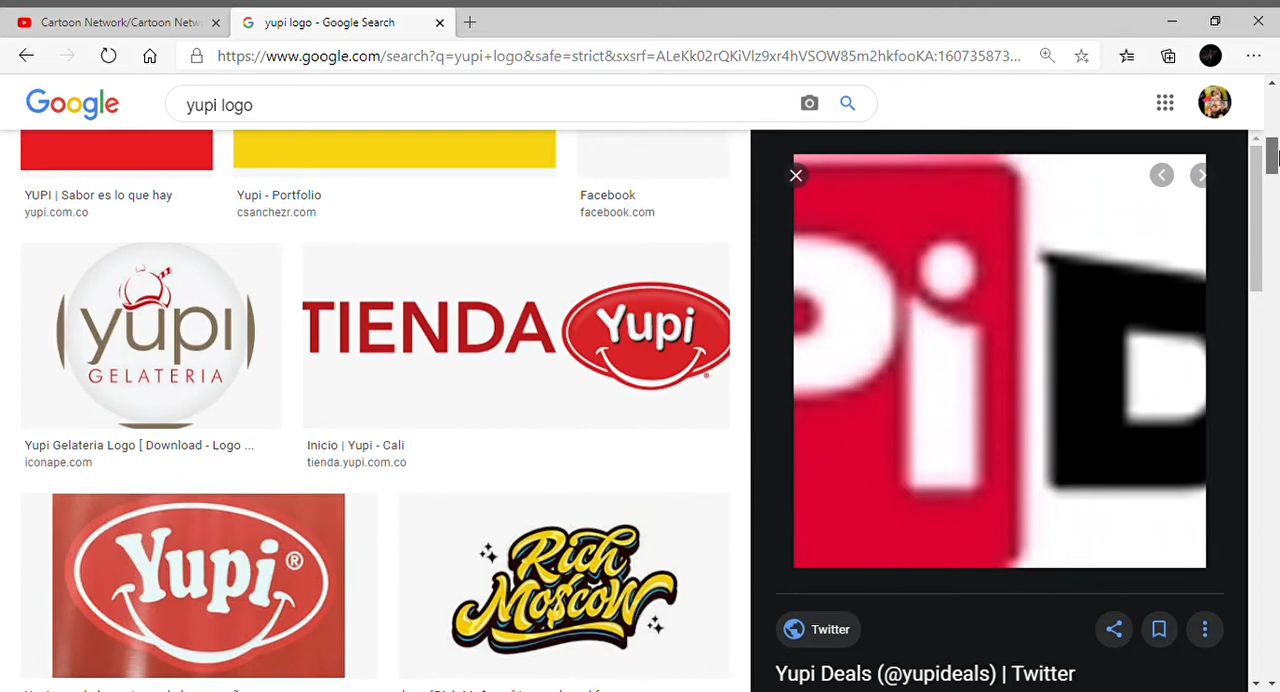 Cartoon Network/Cartoon Netw
yupi logo - Google Search
https://www.google.com/search?q=yupi+logo&safe=strict&sxsrf=ALeKk02rQKiVlz9xr4hVSOW85m2hkfooKA:160735873...
Google
yupi logo
YUPI | Sabor es lo que hay
yupi.com.co
Yupi - Portfolio
csanchezr.com
Facebook
facebook.com
yupi
GELATERIA
TIENDA Yupi
Yupi Gelateria Logo [ Download - Logo ...
iconape.com
Inicio | Yupi - Cali
tienda.yupi.com.co
Yupi®
Rich
Mo$cow
Pi D
Twitter
Yupi Deals (@yupideals) | Twitter